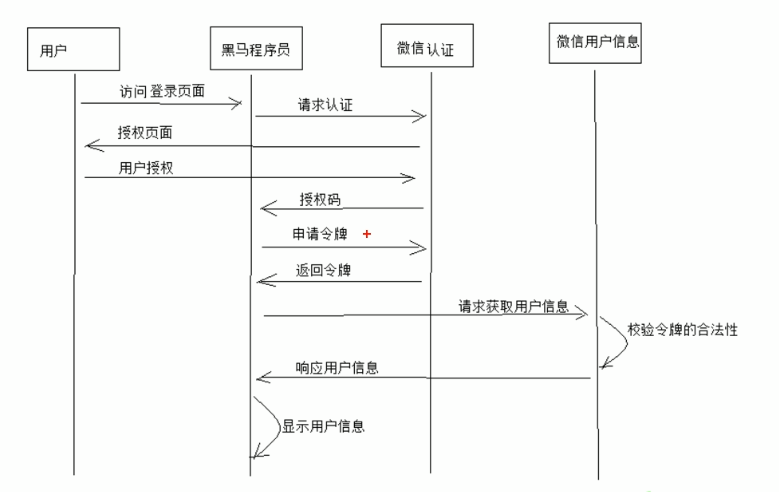 用户
黑马程序员
微信认证
微信用户信息
访问登录页面
请求认证
授权页面
用户授权
授权码
申请令牌
返回令牌
请求获取用户信息
校验令牌的合法性
响应用户信息
显示用户信息